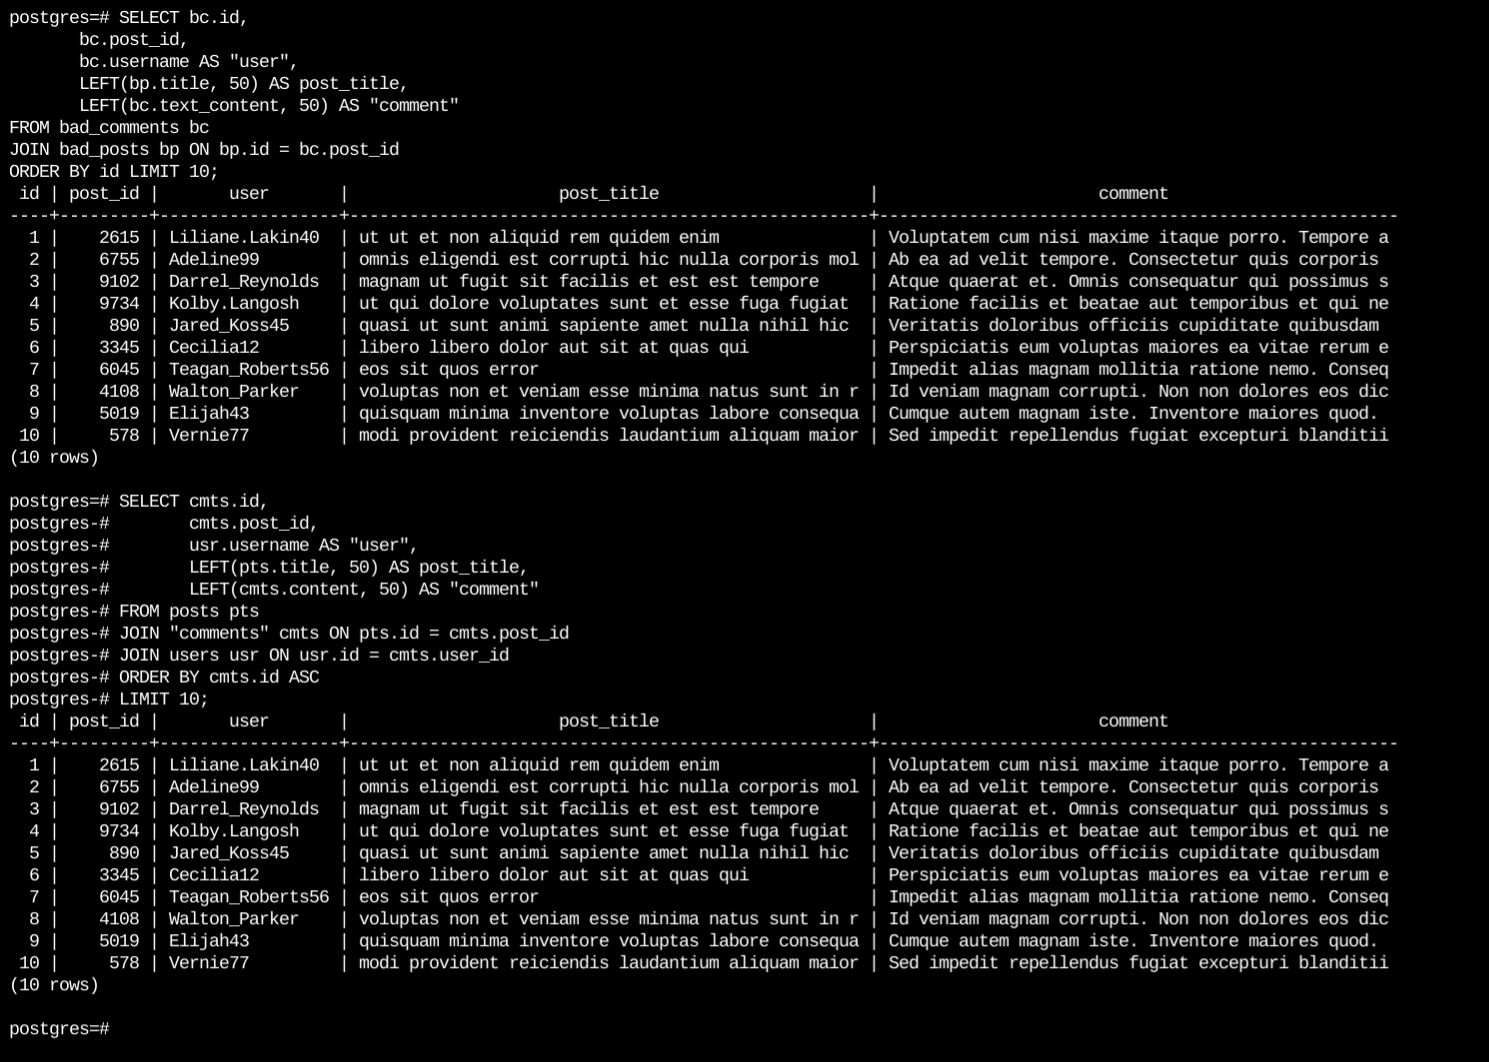 postgres=# SELECT bc.id,
       bc.post_id,
       bc.username AS "user",
       LEFT(bp.title, 50) AS post_title,
       LEFT(bc.text_content, 50) AS "comment"
FROM bad_comments bc
JOIN bad_posts bp ON bp.id = bc.post_id
ORDER BY id LIMIT 10;
 id | post_id |       user       |                     post_title                     |                      comment
----+---------+------------------+----------------------------------------------------+----------------------------------------------------
  1 |    2615 | Liliane.Lakin40  | ut ut et non aliquid rem quidem enim               | Voluptatem cum nisi maxime itaque porro. Tempore a
  2 |    6755 | Adeline99        | omnis eligendi est corrupti hic nulla corporis mol | Ab ea ad velit tempore. Consectetur quis corporis
  3 |    9102 | Darrel_Reynolds  | magnam ut fugit sit facilis et est est tempore     | Atque quaerat et. Omnis consequatur qui possimus s
  4 |    9734 | Kolby.Langosh    | ut qui dolore voluptates sunt et esse fuga fugiat  | Ratione facilis et beatae aut temporibus et qui ne
  5 |     890 | Jared_Koss45     | quasi ut sunt animi sapiente amet nulla nihil hic  | Veritatis doloribus officiis cupiditate quibusdam
  6 |    3345 | Cecilia12        | libero libero dolor aut sit at quas qui            | Perspiciatis eum voluptas maiores ea vitae rerum e
  7 |    6045 | Teagan_Roberts56 | eos sit quos error                                 | Impedit alias magnam mollitia ratione nemo. Conseq
  8 |    4108 | Walton_Parker    | voluptas non et veniam esse minima natus sunt in r | Id veniam magnam corrupti. Non non dolores eos dic
  9 |    5019 | Elijah43         | quisquam minima inventore voluptas labore consequa | Cumque autem magnam iste. Inventore maiores quod.
 10 |     578 | Vernie77         | modi provident reiciendis laudantium aliquam maior | Sed impedit repellendus fugiat excepturi blanditii
(10 rows)

postgres=# SELECT cmts.id,
postgres-#        cmts.post_id,
postgres-#        usr.username AS "user",
postgres-#        LEFT(pts.title, 50) AS post_title,
postgres-#        LEFT(cmts.content, 50) AS "comment"
postgres-# FROM posts pts
postgres-# JOIN "comments" cmts ON pts.id = cmts.post_id
postgres-# JOIN users usr ON usr.id = cmts.user_id
postgres-# ORDER BY cmts.id ASC
postgres-# LIMIT 10;
 id | post_id |       user       |                     post_title                     |                      comment
----+---------+------------------+----------------------------------------------------+----------------------------------------------------
  1 |    2615 | Liliane.Lakin40  | ut ut et non aliquid rem quidem enim               | Voluptatem cum nisi maxime itaque porro. Tempore a
  2 |    6755 | Adeline99        | omnis eligendi est corrupti hic nulla corporis mol | Ab ea ad velit tempore. Consectetur quis corporis
  3 |    9102 | Darrel_Reynolds  | magnam ut fugit sit facilis et est est tempore     | Atque quaerat et. Omnis consequatur qui possimus s
  4 |    9734 | Kolby.Langosh    | ut qui dolore voluptates sunt et esse fuga fugiat  | Ratione facilis et beatae aut temporibus et qui ne
  5 |     890 | Jared_Koss45     | quasi ut sunt animi sapiente amet nulla nihil hic  | Veritatis doloribus officiis cupiditate quibusdam
  6 |    3345 | Cecilia12        | libero libero dolor aut sit at quas qui            | Perspiciatis eum voluptas maiores ea vitae rerum e
  7 |    6045 | Teagan_Roberts56 | eos sit quos error                                 | Impedit alias magnam mollitia ratione nemo. Conseq
  8 |    4108 | Walton_Parker    | voluptas non et veniam esse minima natus sunt in r | Id veniam magnam corrupti. Non non dolores eos dic
  9 |    5019 | Elijah43         | quisquam minima inventore voluptas labore consequa | Cumque autem magnam iste. Inventore maiores quod.
 10 |     578 | Vernie77         | modi provident reiciendis laudantium aliquam maior | Sed impedit repellendus fugiat excepturi blanditii
(10 rows)

postgres=#